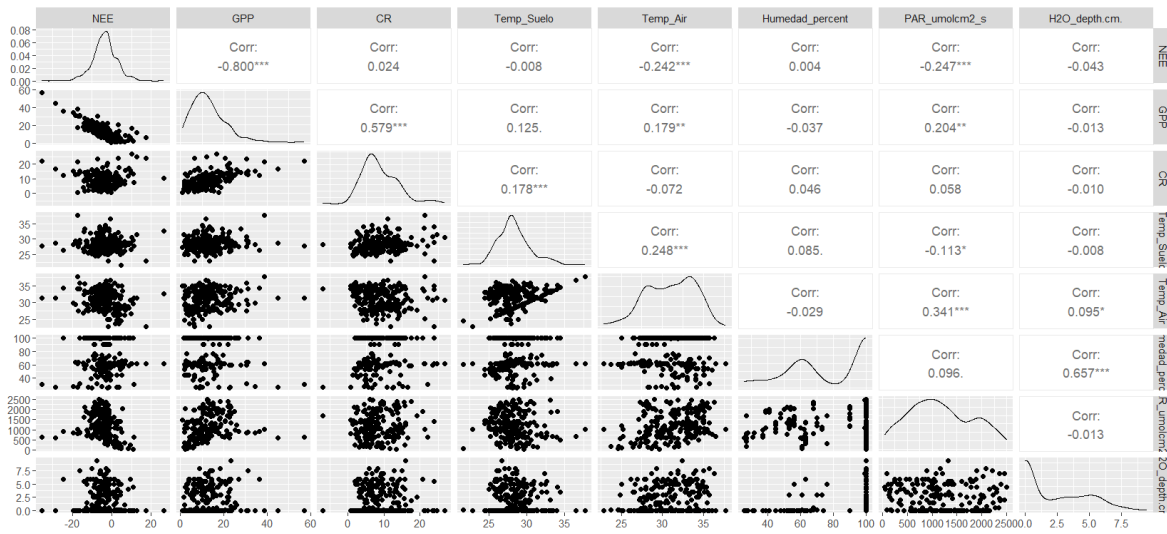 NEE GPP CR Temp_Suelo Temp_Air Humedad_percent PAR_umolcm2_s H2O_depth.cm.
0.08
0.06
0.04
0.02
0.00
Corr: Corr: Corr: Corr: Corr: Corr: Corr:
-0.800*** 0.024 -0.008 -0.242*** 0.004 -0.247*** -0.043
NEE
60
40
20
0
Corr: Corr: Corr: Corr: Corr: Corr:
0.579*** 0.125. 0.179** -0.037 0.204** -0.013
GPP
20
10
0
Corr: Corr: Corr: Corr: Corr:
0.178*** -0.072 0.046 0.058 -0.010
CR
35
30
25
Corr: Corr: Corr: Corr:
0.248*** 0.085. -0.113* -0.008
Temp_Suelo
35
30
25
Corr: Corr: Corr:
-0.029 0.341*** 0.095*
Temp_Air
100
80
60
40
Corr: Corr:
0.096. 0.657***
medad_perc
2500
2000
1500
1000
500
0
Corr:
-0.013
R_umolcm2
7.5
5.0
2.5
0.0
2O_depth.cr
-20 0 20 0 20 40 60 0 10 20 25 30 35 25 30 35 40 60 80 100 0 500 1000 1500 2000 2500 0.0 2.5 5.0 7.5